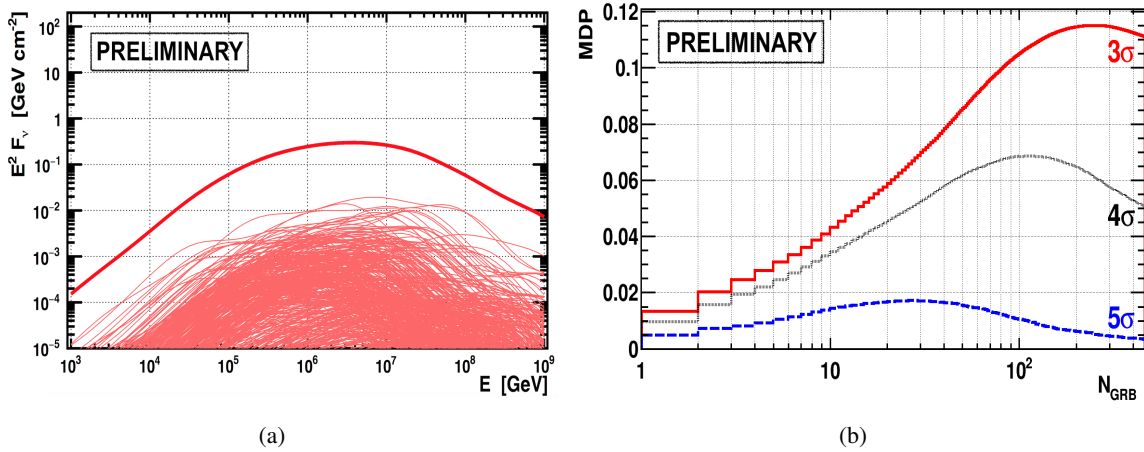 E² Fᵥ [GeV cm⁻²]
PRELIMINARY
10²
10
1
10⁻¹
10⁻²
10⁻³
10⁻⁴
10⁻⁵
10³ 10⁴ 10⁵ 10⁶ 10⁷ 10⁸ 10⁹
E [GeV]
(a)
MDP
PRELIMINARY
0.12
0.1
0.08
0.06
0.04
0.02
0
3σ
4σ
5σ
1 10 10²
N_GRB
(b)